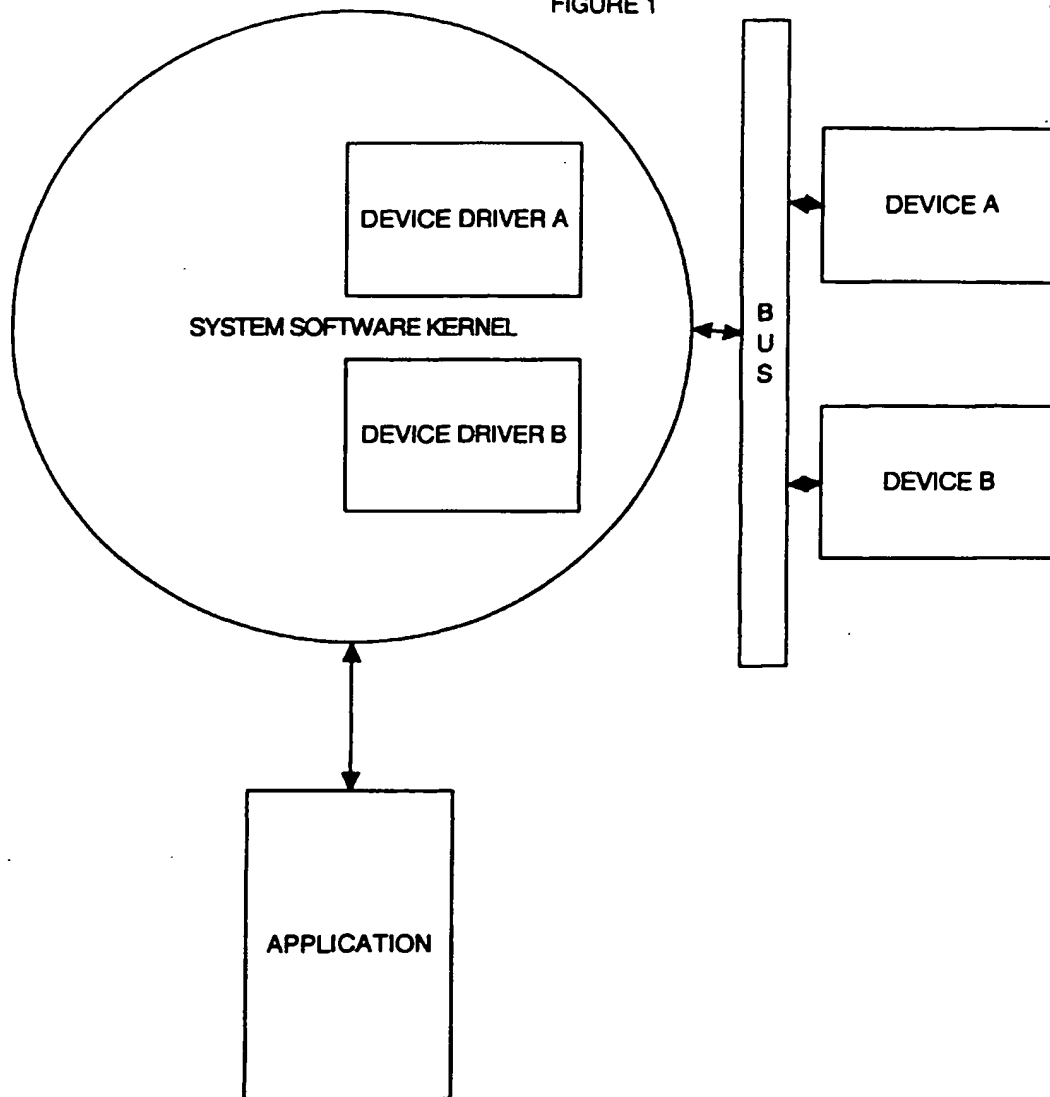 FIGURE 1
DEVICE DRIVER A
DEVICE A
SYSTEM SOFTWARE KERNEL
B
U
S
DEVICE DRIVER B
DEVICE B
APPLICATION